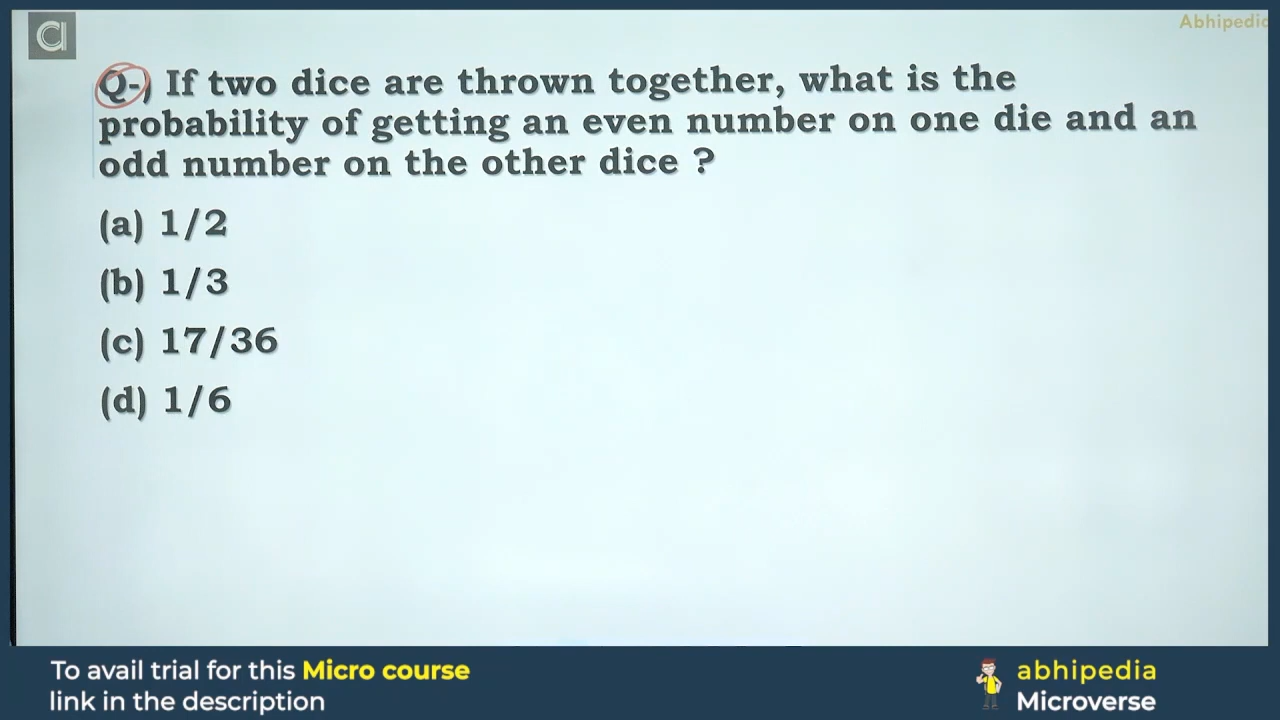 Abhipedia
Q-) If two dice are thrown together, what is the
probability of getting an even number on one die and an
odd number on the other dice ?
(a) 1/2
(b) 1/3
(c) 17/36
(d) 1/6
To avail trial for this Micro course
link in the description
abhipedia
Microverse